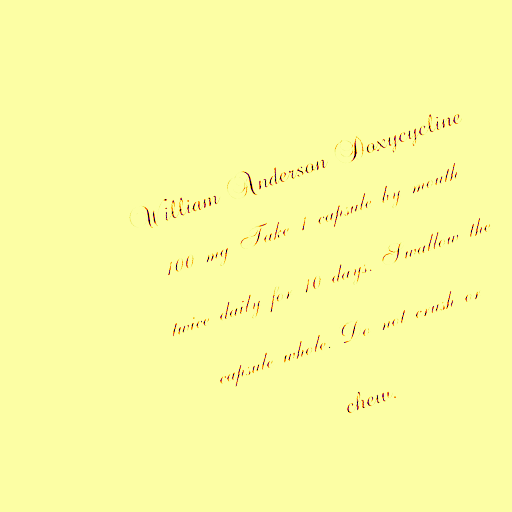 William Anderson Doxycycline
100 mg Take 1 capsule by mouth
twice daily for 10 days. Swallow the
capsule whole. Do not crush or
chew.